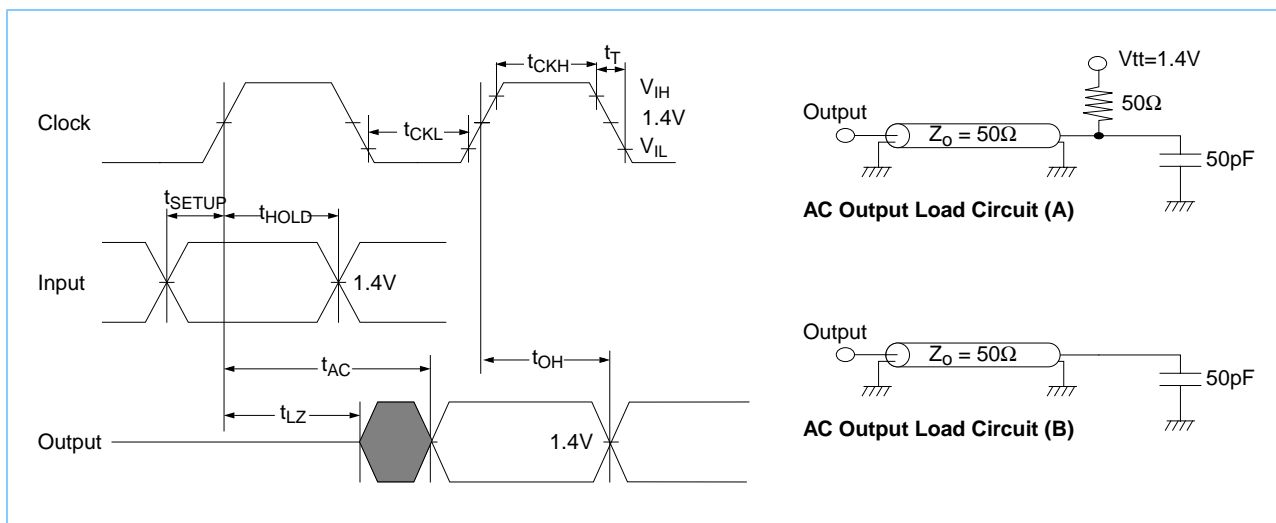 tCKH
tT
VIH
Clock
tCKL
1.4V
VIL
tSETUP
tHOLD
Input
1.4V
tAC
tOH
tLZ
Output
1.4V
Vtt=1.4V
50Ω
Output
ZO = 50Ω
50pF
AC Output Load Circuit (A)
Output
ZO = 50Ω
50pF
AC Output Load Circuit (B)